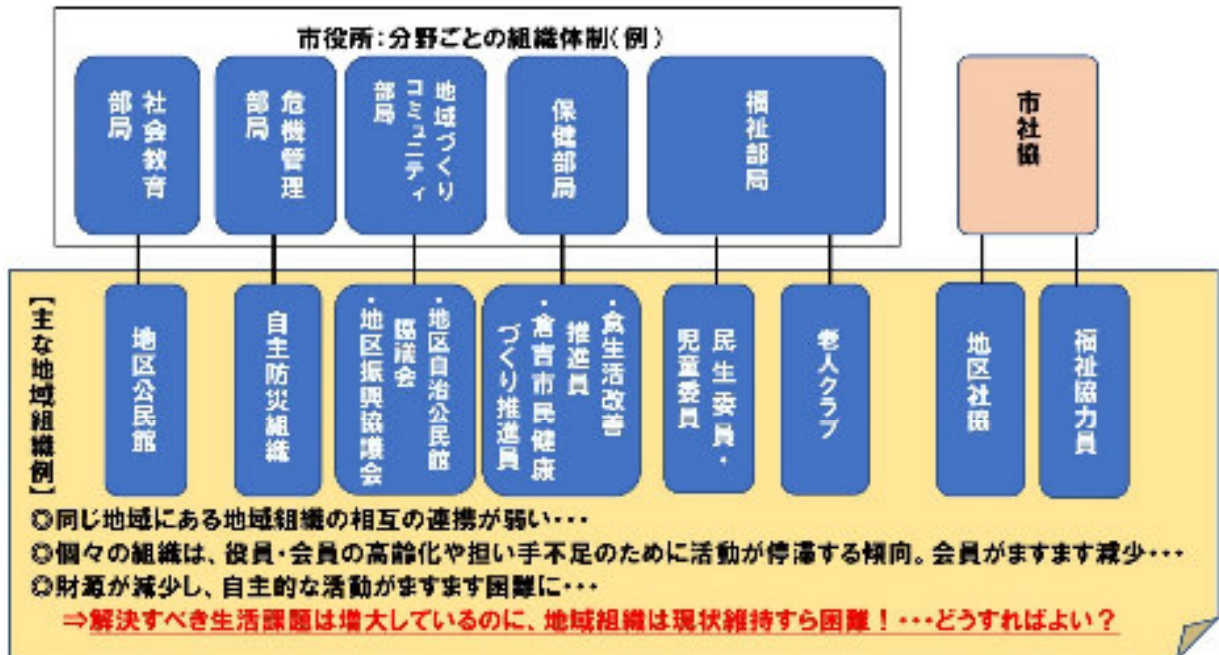 市役所：分野ごとの組織体制（例）
社会教育
部局
危機管理
部局
地域づくり
コミュニティ
部局
保健部局
福祉部局
市社協
【主な地域組織例】
地区公民館
自主防災組織
・地区自治公民館
協議会
・地区振興協議会
・食生活改善
推進員
・倉吉市民健康
づくり推進員
民生委員・
児童委員
老人クラブ
地区社協
福祉協力員
◎同じ地域にある地域組織の相互の連携が弱い・・・
◎個々の組織は、役員・会員の高齢化や担い手不足のために活動が停滞する傾向。会員がますます減少・・・
◎財源が減少し、自主的な活動がますます困難に・・・
⇒解決すべき生活課題は増大しているのに、地域組織は現状維持すら困難！・・・どうすればよい？